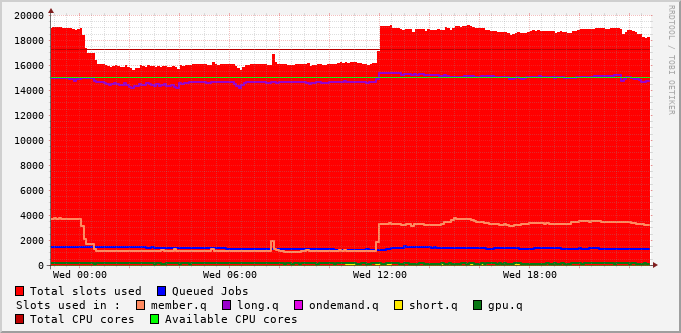 20000
18000
16000
14000
12000
10000
8000
6000
4000
2000
0
Wed 00:00 Wed 06:00 Wed 12:00 Wed 18:00
Total slots used Queued Jobs
Slots used in : member.q long.q ondemand.q short.q gpu.q
Total CPU cores Available CPU cores
RRDTOOL / TOBI OETIKER